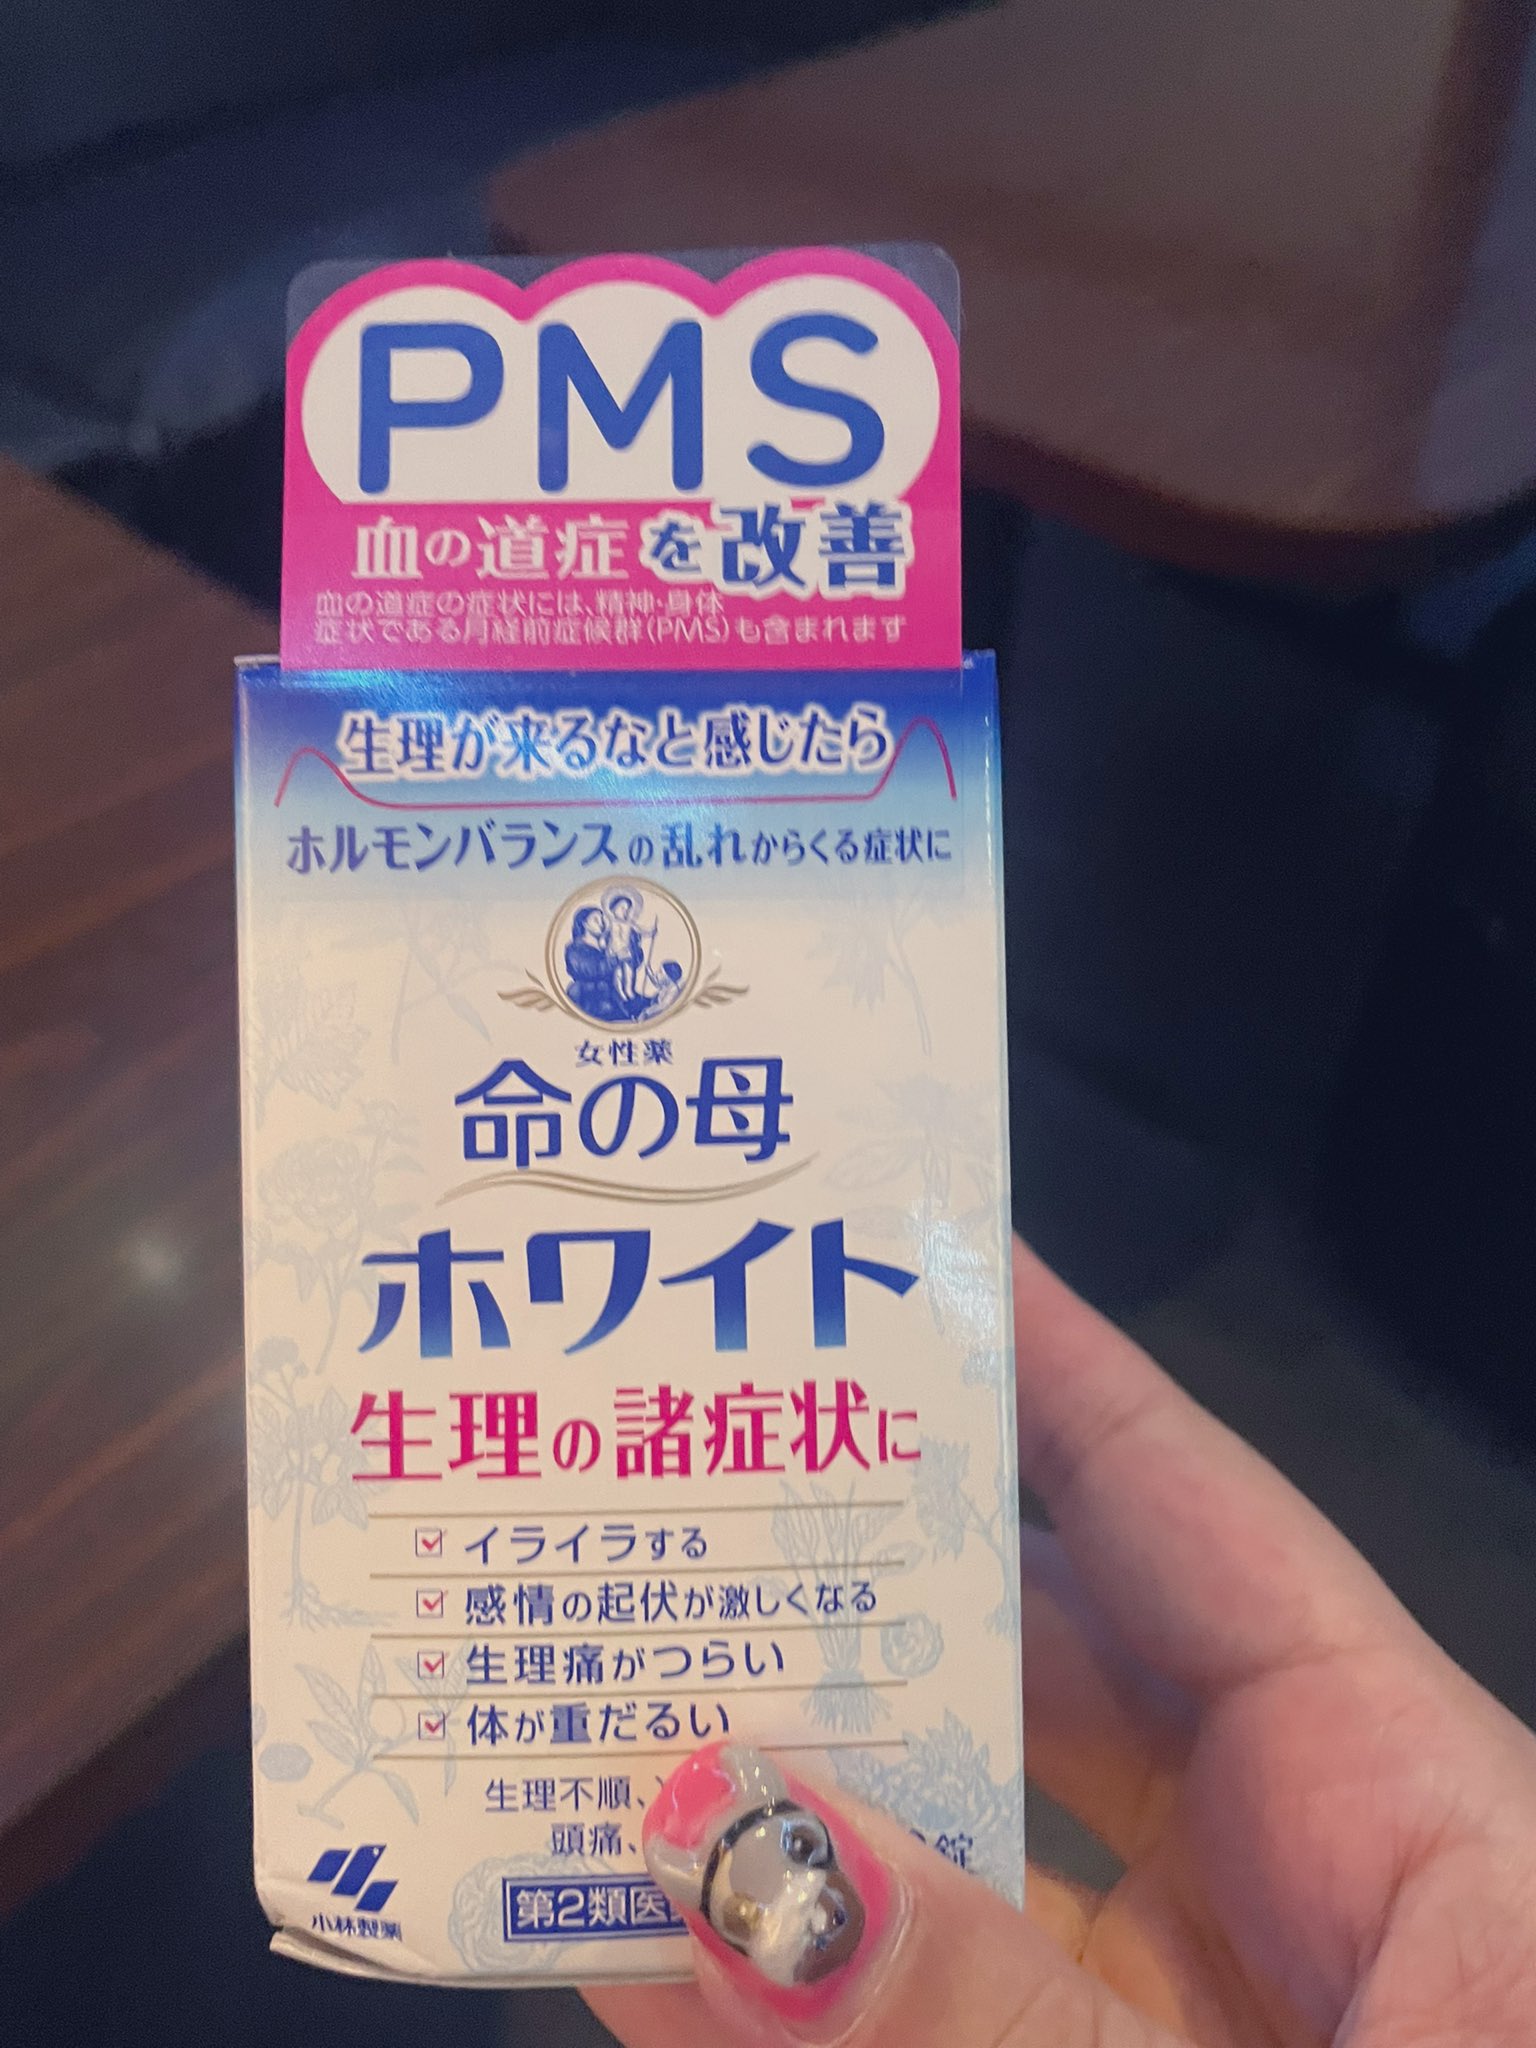 PMS
血の道症を改善
血の道症の症状には、精神・身体
症状である月経前症候群(PMS)も含まれます
生理が来るなと感じたら
ホルモンバランスの乱れからくる症状に
女性薬
命の母
ホワイト
生理の諸症状に
イライラする
感情の起伏が激しくなる
生理痛がつらい
体が重だるい
生理不順、
頭痛、
錠
第2類医
小林製薬